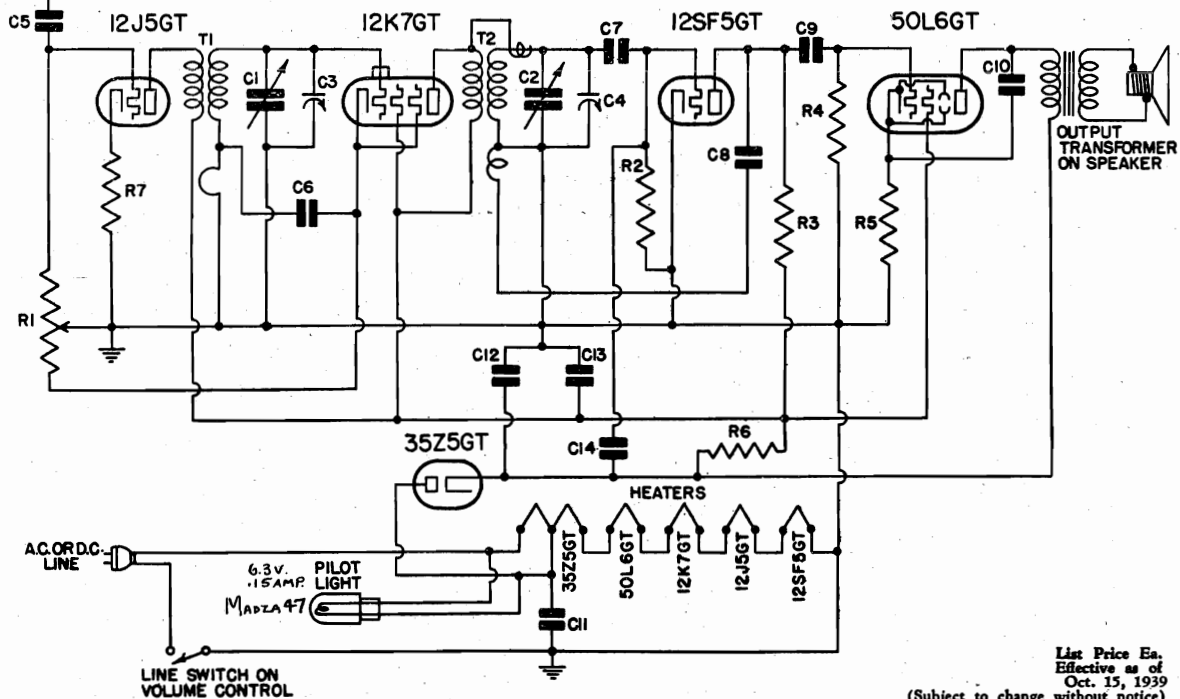 C5
12J5GT
T1
12K7GT
T2
C7
12SF5GT
C9
50L6GT
C1
C3
C2
C4
R4
C10
OUTPUT
TRANSFORMER
ON SPEAKER
R7
C6
R2
C8
R3
R5
R1
C12
C13
35Z5GT
C14
R6
HEATERS
A.C. OR D.C.
LINE
6.3V.
.15AMP.
PILOT
LIGHT
MADZA 47
35Z5GT
50L6GT
12K7GT
12J5GT
12SF5GT
C11
LINE SWITCH ON
VOLUME CONTROL
List Price Ea.
Effective as of
Oct. 15, 1939
(Subject to change without notice)